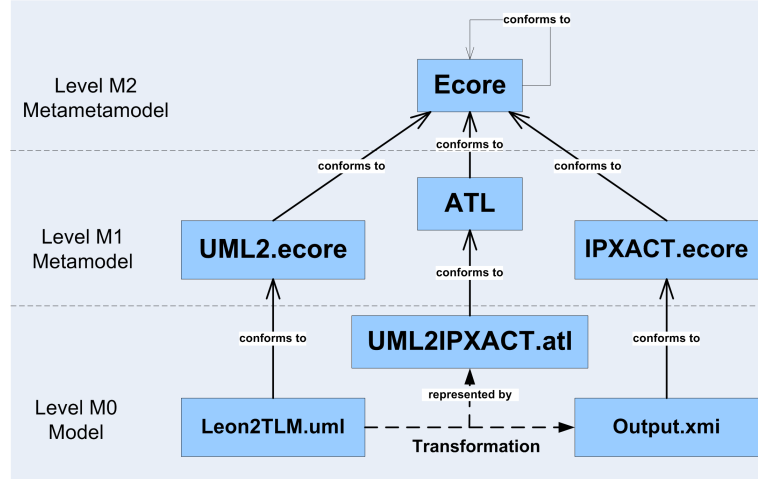 conforms to
Ecore
Level M2
Metametamodel
conforms to
conforms to
conforms to
ATL
Level M1
Metamodel
UML2.ecore
IPXACT.ecore
conforms to
conforms to
UML2IPXACT.atl
conforms to
represented by
Level M0
Model
Leon2TLM.uml
Output.xmi
Transformation